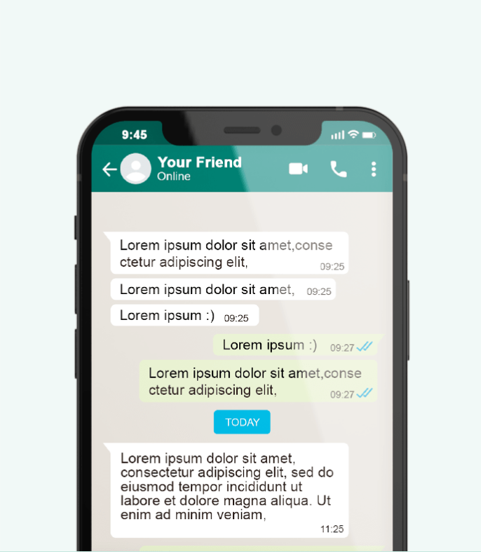 9:45
Your Friend
Online
Lorem ipsum dolor sit amet,conse
ctetur adipiscing elit,
09:25
Lorem ipsum dolor sit amet, 09:25
Lorem ipsum :) 09:25
Lorem ipsum :) 09:27
Lorem ipsum dolor sit amet,conse
ctetur adipiscing elit,
09:27
TODAY
Lorem ipsum dolor sit amet,
consectetur adipiscing elit, sed do
eiusmod tempor incididunt ut
labore et dolore magna aliqua. Ut
enim ad minim veniam,
11:25